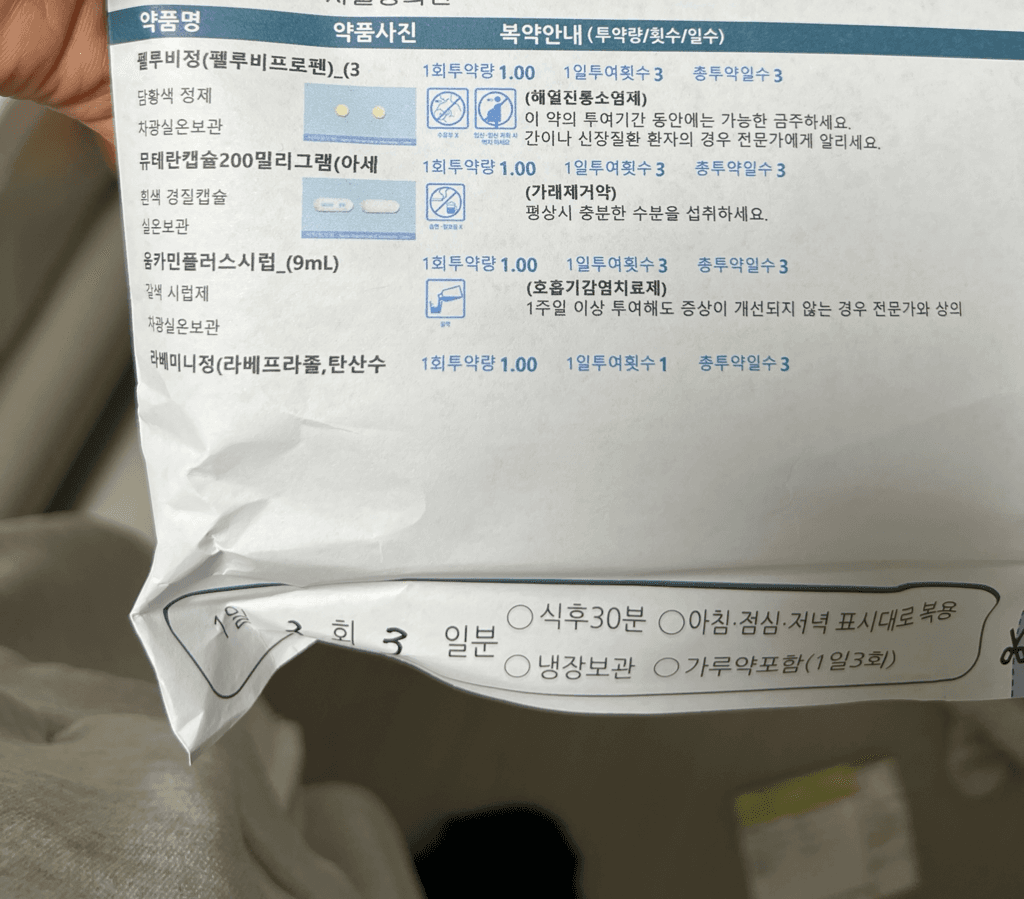 약품명 약품사진 복약안내(투약량/횟수/일수)
펠루비정(펠루비프로펜)_(3 1회투약량 1.00 1일투여횟수 3 총투약일수 3
담황색 정제
차광실온보관
(해열진통소염제)
이 약의 투여기간 동안에는 가능한 금주하세요.
간이나 신장질환 환자의 경우 전문가에게 알리세요.
뮤테란캡슐200밀리그램(아세 1회투약량 1.00 1일투여횟수 3 총투약일수 3
흰색 경질캡슐
실온보관
(가래제거약)
평상시 충분한 수분을 섭취하세요.
움카민플러스시럽_(9mL) 1회투약량 1.00 1일투여횟수 3 총투약일수 3
갈색 시럽제
차광실온보관
(호흡기감염치료제)
1주일 이상 투여해도 증상이 개선되지 않는 경우 전문가와 상의
라베미니정(라베프라졸,탄산수 1회투약량 1.00 1일투여횟수 1 총투약일수 3
1일 3 회 3 일분
식후30분 아침·점심·저녁 표시대로 복용
냉장보관 가루약포함(1일3회)